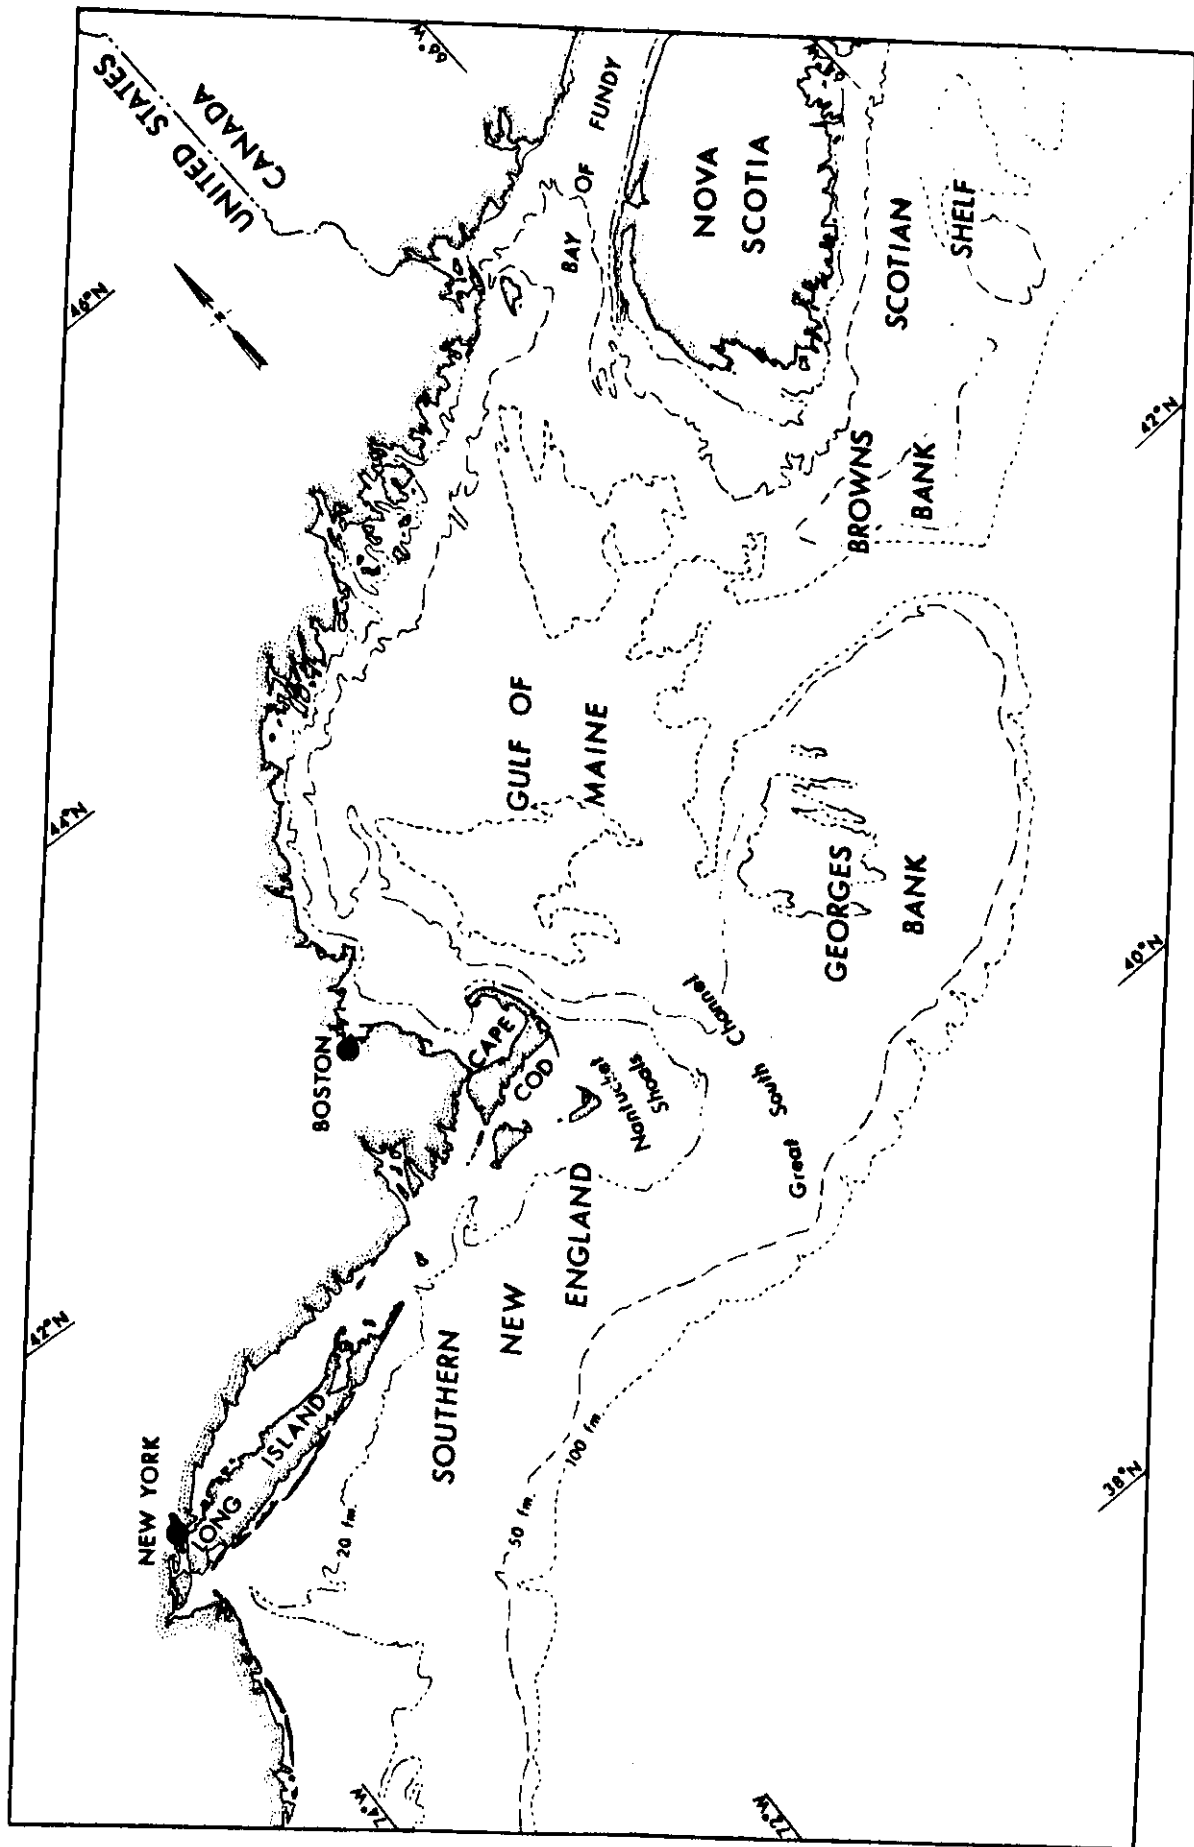 UNITED STATES
CANADA
66°W
46°N
BAY OF FUNDY
NOVA
SCOTIA
SCOTIAN
SHELF
42°N
BROWNS
BANK
GULF OF
MAINE
44°N
GEORGES
BANK
40°N
BOSTON
CAPE
COD
Nantucket
Shoals
Great South Channel
42°N
SOUTHERN
NEW
ENGLAND
NEW YORK
LONG ISLAND
20 fm.
50 fm
100 fm
38°N
74°W
72°W